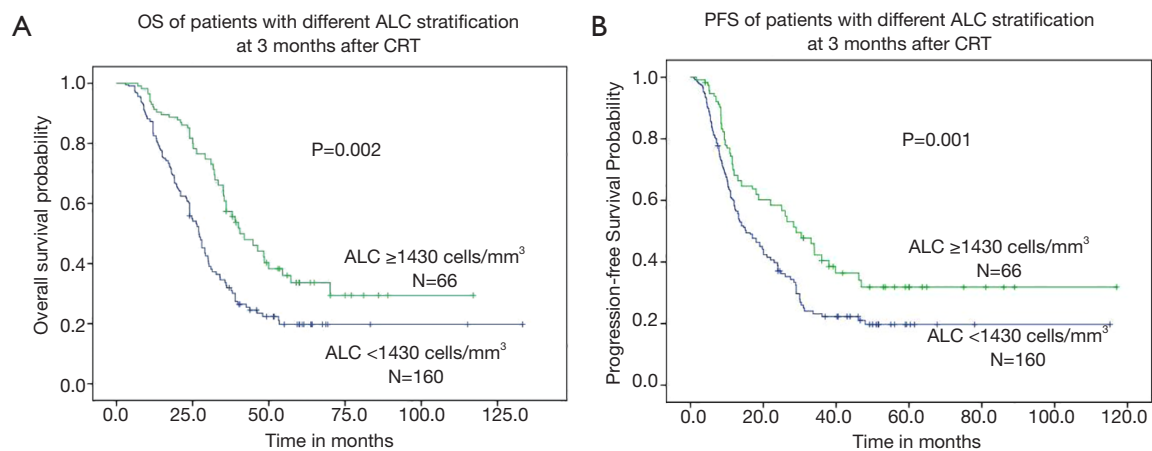 A
OS of patients with different ALC stratification
at 3 months after CRT
Overall survival probability
1.0
0.8
0.6
0.4
0.2
0.0
P=0.002
ALC ≥1430 cells/mm³
N=66
ALC <1430 cells/mm³
N=160
0.0 25.0 50.0 75.0 100.0 125.0
Time in months
B
PFS of patients with different ALC stratification
at 3 months after CRT
Progression-free Survival Probability
1.0
0.8
0.6
0.4
0.2
0.0
P=0.001
ALC ≥1430 cells/mm³
N=66
ALC <1430 cells/mm³
N=160
0.0 20.0 40.0 60.0 80.0 100.0 120.0
Time in months